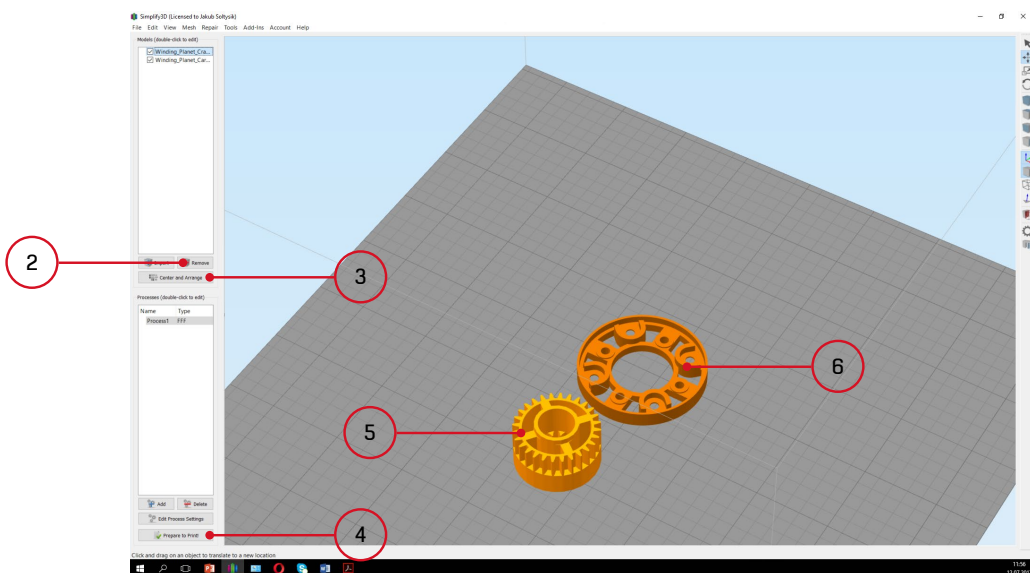 Simplify3D (Licensed to Jakub Sołtysik)
File Edit View Mesh Repair Tools Add-Ins Account Help
Models (double-click to edit)
Winding_Planet_Cra...
Winding_Planet_Car...
Import Remove
Center and Arrange
Processes (double-click to edit)
Name Type
Process1 FFF
Add Delete
Edit Process Settings
Prepare to Print!
Click and drag on an object to translate to a new location
2
3
6
5
4
11:56